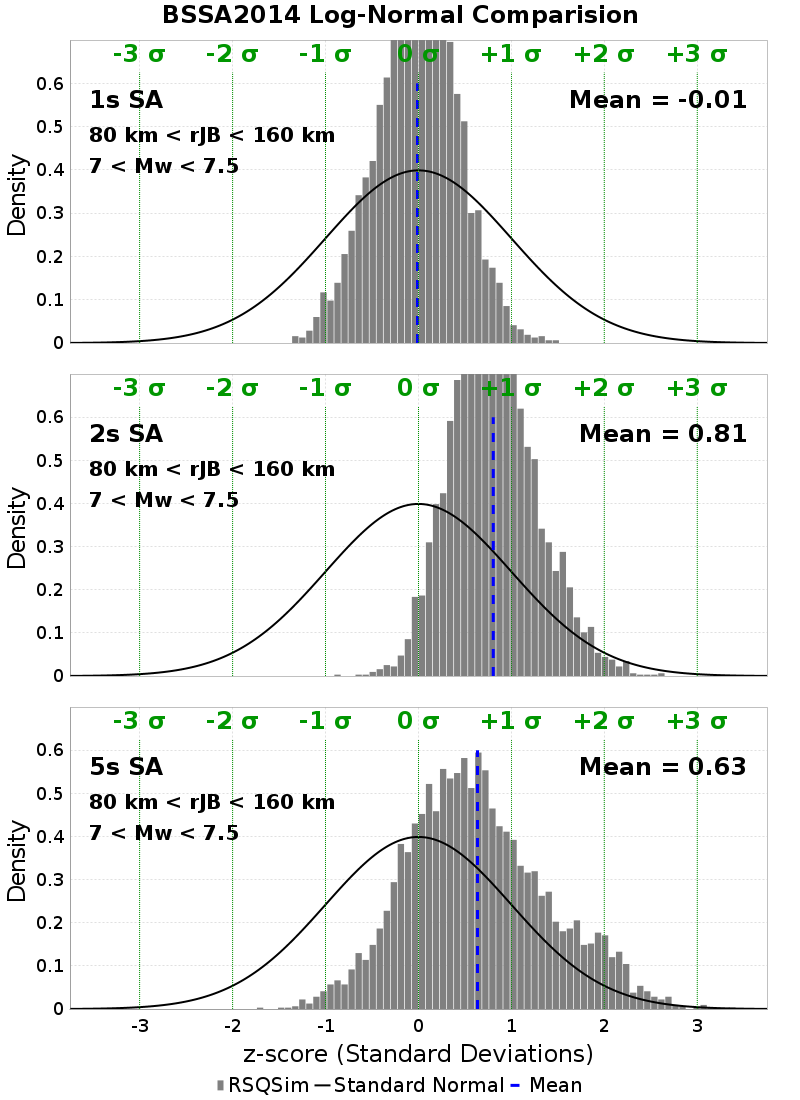 BSSA2014 Log-Normal Comparision
-3 σ -2 σ -1 σ 0 σ +1 σ +2 σ +3 σ
1s SA Mean = -0.01
80 km < rJB < 160 km
7 < Mw < 7.5
Density
0.6
0.5
0.4
0.3
0.2
0.1
0
-3 σ -2 σ -1 σ 0 σ +1 σ +2 σ +3 σ
2s SA Mean = 0.81
80 km < rJB < 160 km
7 < Mw < 7.5
Density
0.6
0.5
0.4
0.3
0.2
0.1
0
-3 σ -2 σ -1 σ 0 σ +1 σ +2 σ +3 σ
5s SA Mean = 0.63
80 km < rJB < 160 km
7 < Mw < 7.5
Density
0.6
0.5
0.4
0.3
0.2
0.1
0
-3 -2 -1 0 1 2 3
z-score (Standard Deviations)
RSQSim Standard Normal Mean